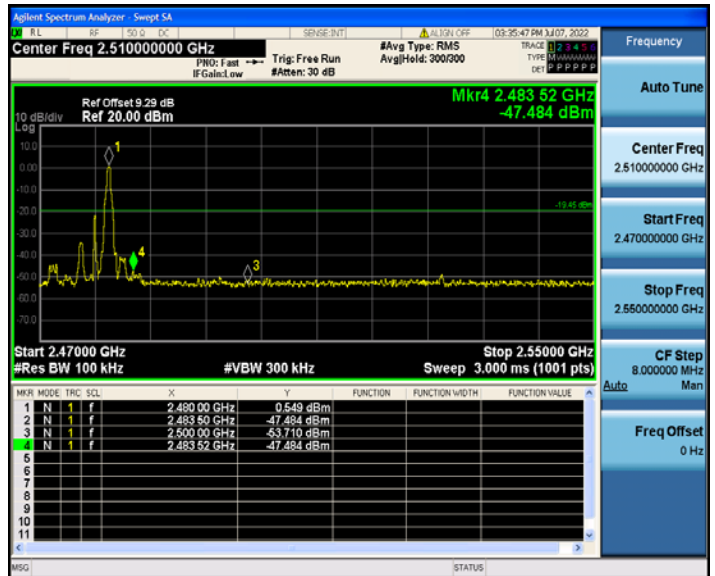 Agilent Spectrum Analyzer - Swept SA
RL RF 50 Ω DC SENSE:INT ALIGN OFF 03:35:47 PM Jul 07, 2022
Center Freq 2.510000000 GHz
PNO: Fast
IFGain:Low
Trig: Free Run
#Atten: 30 dB
#Avg Type: RMS
Avg|Hold: 300/300
TRACE 1 2 3 4 5 6
TYPE M
DET P P P P P P
Frequency
Mkr4 2.483 52 GHz
-47.484 dBm
Ref Offset 9.29 dB
10 dB/div Ref 20.00 dBm
Log
10.0
0.00
-10.0
-20.0
-30.0
-40.0
-50.0
-60.0
-70.0
1
4
3
-19.45 dBm
Start 2.47000 GHz Stop 2.55000 GHz
#Res BW 100 kHz #VBW 300 kHz Sweep 3.000 ms (1001 pts)
MKR MODE TRC SCL X Y FUNCTION FUNCTION WIDTH FUNCTION VALUE
1 N 1 f 2.480 00 GHz 0.549 dBm
2 N 1 f 2.483 50 GHz -47.484 dBm
3 N 1 f 2.500 00 GHz -53.710 dBm
4 N 1 f 2.483 52 GHz -47.484 dBm
5
6
7
8
9
10
11
Auto Tune
Center Freq
2.510000000 GHz
Start Freq
2.470000000 GHz
Stop Freq
2.550000000 GHz
CF Step
8.000000 MHz
Auto Man
Freq Offset
0 Hz
MSG STATUS